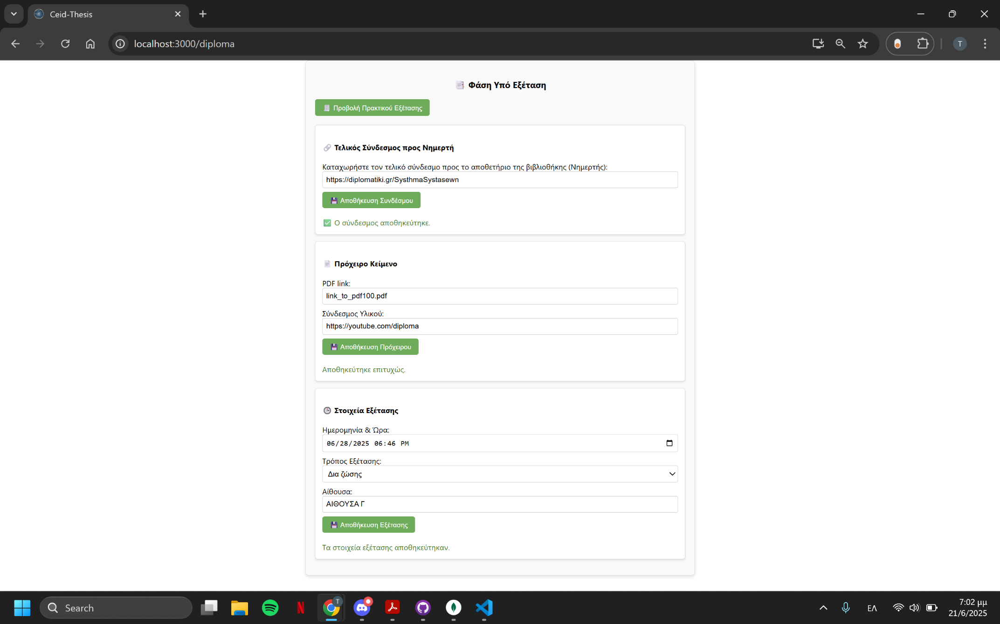 Ceid-Thesis
localhost:3000/diploma
T
Φάση Υπό Εξέταση
Προβολή Πρακτικού Εξέτασης
Τελικός Σύνδεσμος προς Νημερτή
Καταχωρήστε τον τελικό σύνδεσμο προς το αποθετήριο της βιβλιοθήκης (Νημερτής):
https://diplomatiki.gr/SysthmaSystasewn
Αποθήκευση Συνδέσμου
Ο σύνδεσμος αποθηκεύτηκε.
Πρόχειρο Κείμενο
PDF link:
link_to_pdf100.pdf
Σύνδεσμος Υλικού:
https://youtube.com/diploma
Αποθήκευση Πρόχειρου
Αποθηκεύτηκε επιτυχώς.
Στοιχεία Εξέτασης
Ημερομηνία & Ώρα:
06/28/2025 06:46 PM
Τρόπος Εξέτασης:
Δια ζώσης
Αίθουσα:
ΑΙΘΟΥΣΑ Γ
Αποθήκευση Εξέτασης
Τα στοιχεία εξέτασης αποθηκεύτηκαν.
Search
N
T
ΕΛ
7:02 μμ
21/6/2025